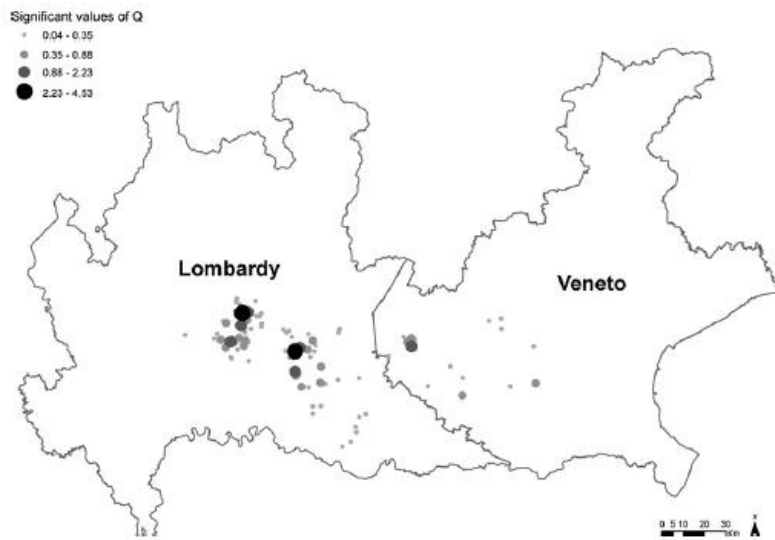 Significant values of Q
0.04 - 0.35
0.35 - 0.88
0.88 - 2.23
2.23 - 4.53
Lombardy
Veneto
0 5 10 20 30